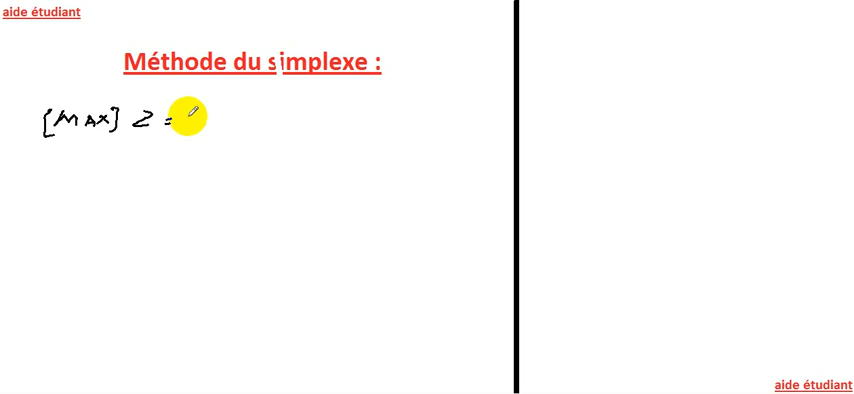 aide étudiant
Méthode du simplexe :
[MAX] Z =
aide étudiant